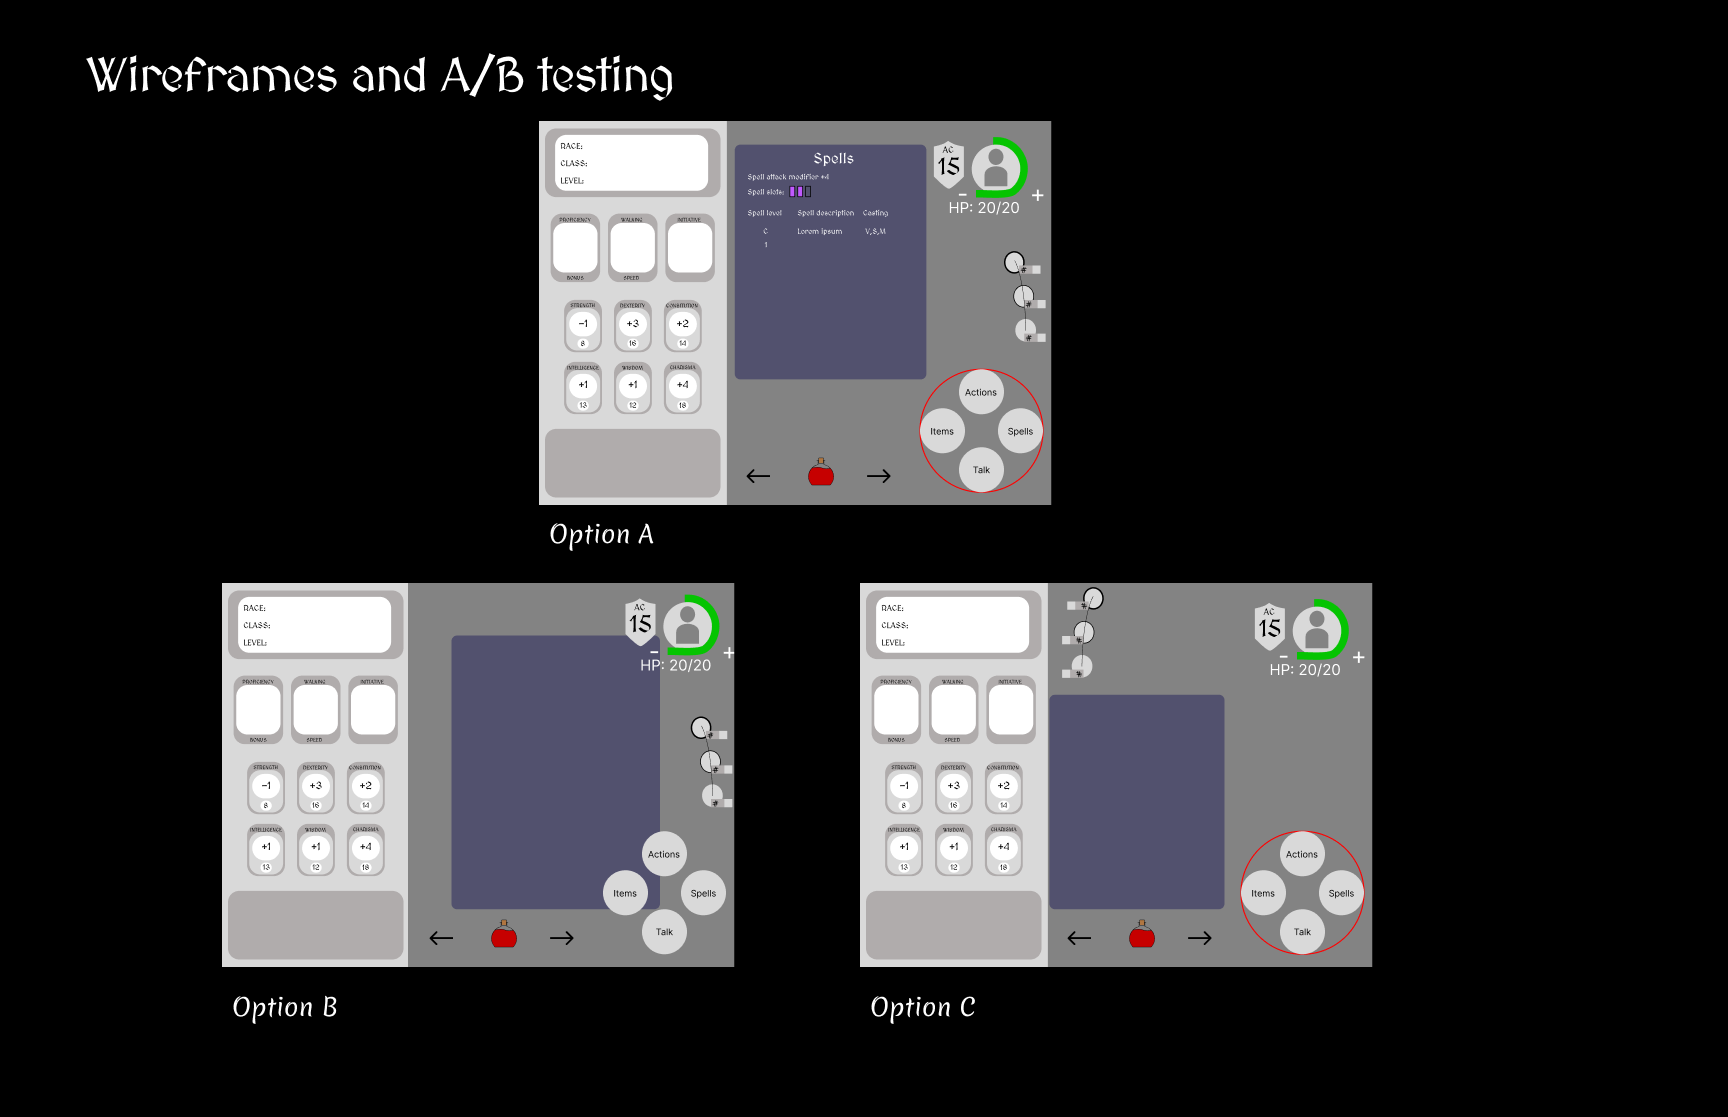 Wireframes and A/B testing
RACE:
CLASS:
LEVEL:
PROFICIENCY WALKING INITIATIVE
BONUS SPEED
STRENGTH DEXTERITY CONSTITUTION
-1 +3 +2
8 16 14
INTELLIGENCE WISDOM CHARISMA
+1 +1 +4
13 12 18
Spells
Spell attack modifier +4
Spell slots:
Spell level Spell description Casting
C Lorem Ipsum V,S,M
1
AC
15
- +
HP: 20/20
#
#
#
Actions
Items Spells
Talk
Option A
RACE:
CLASS:
LEVEL:
PROFICIENCY WALKING INITIATIVE
BONUS SPEED
STRENGTH DEXTERITY CONSTITUTION
-1 +3 +2
8 16 14
INTELLIGENCE WISDOM CHARISMA
+1 +1 +4
13 12 18
AC
15
- +
HP: 20/20
#
#
#
Actions
Items Spells
Talk
Option B
RACE:
CLASS:
LEVEL:
PROFICIENCY WALKING INITIATIVE
BONUS SPEED
STRENGTH DEXTERITY CONSTITUTION
-1 +3 +2
8 16 14
INTELLIGENCE WISDOM CHARISMA
+1 +1 +4
13 12 18
#
#
#
AC
15
- +
HP: 20/20
Actions
Items Spells
Talk
Option C